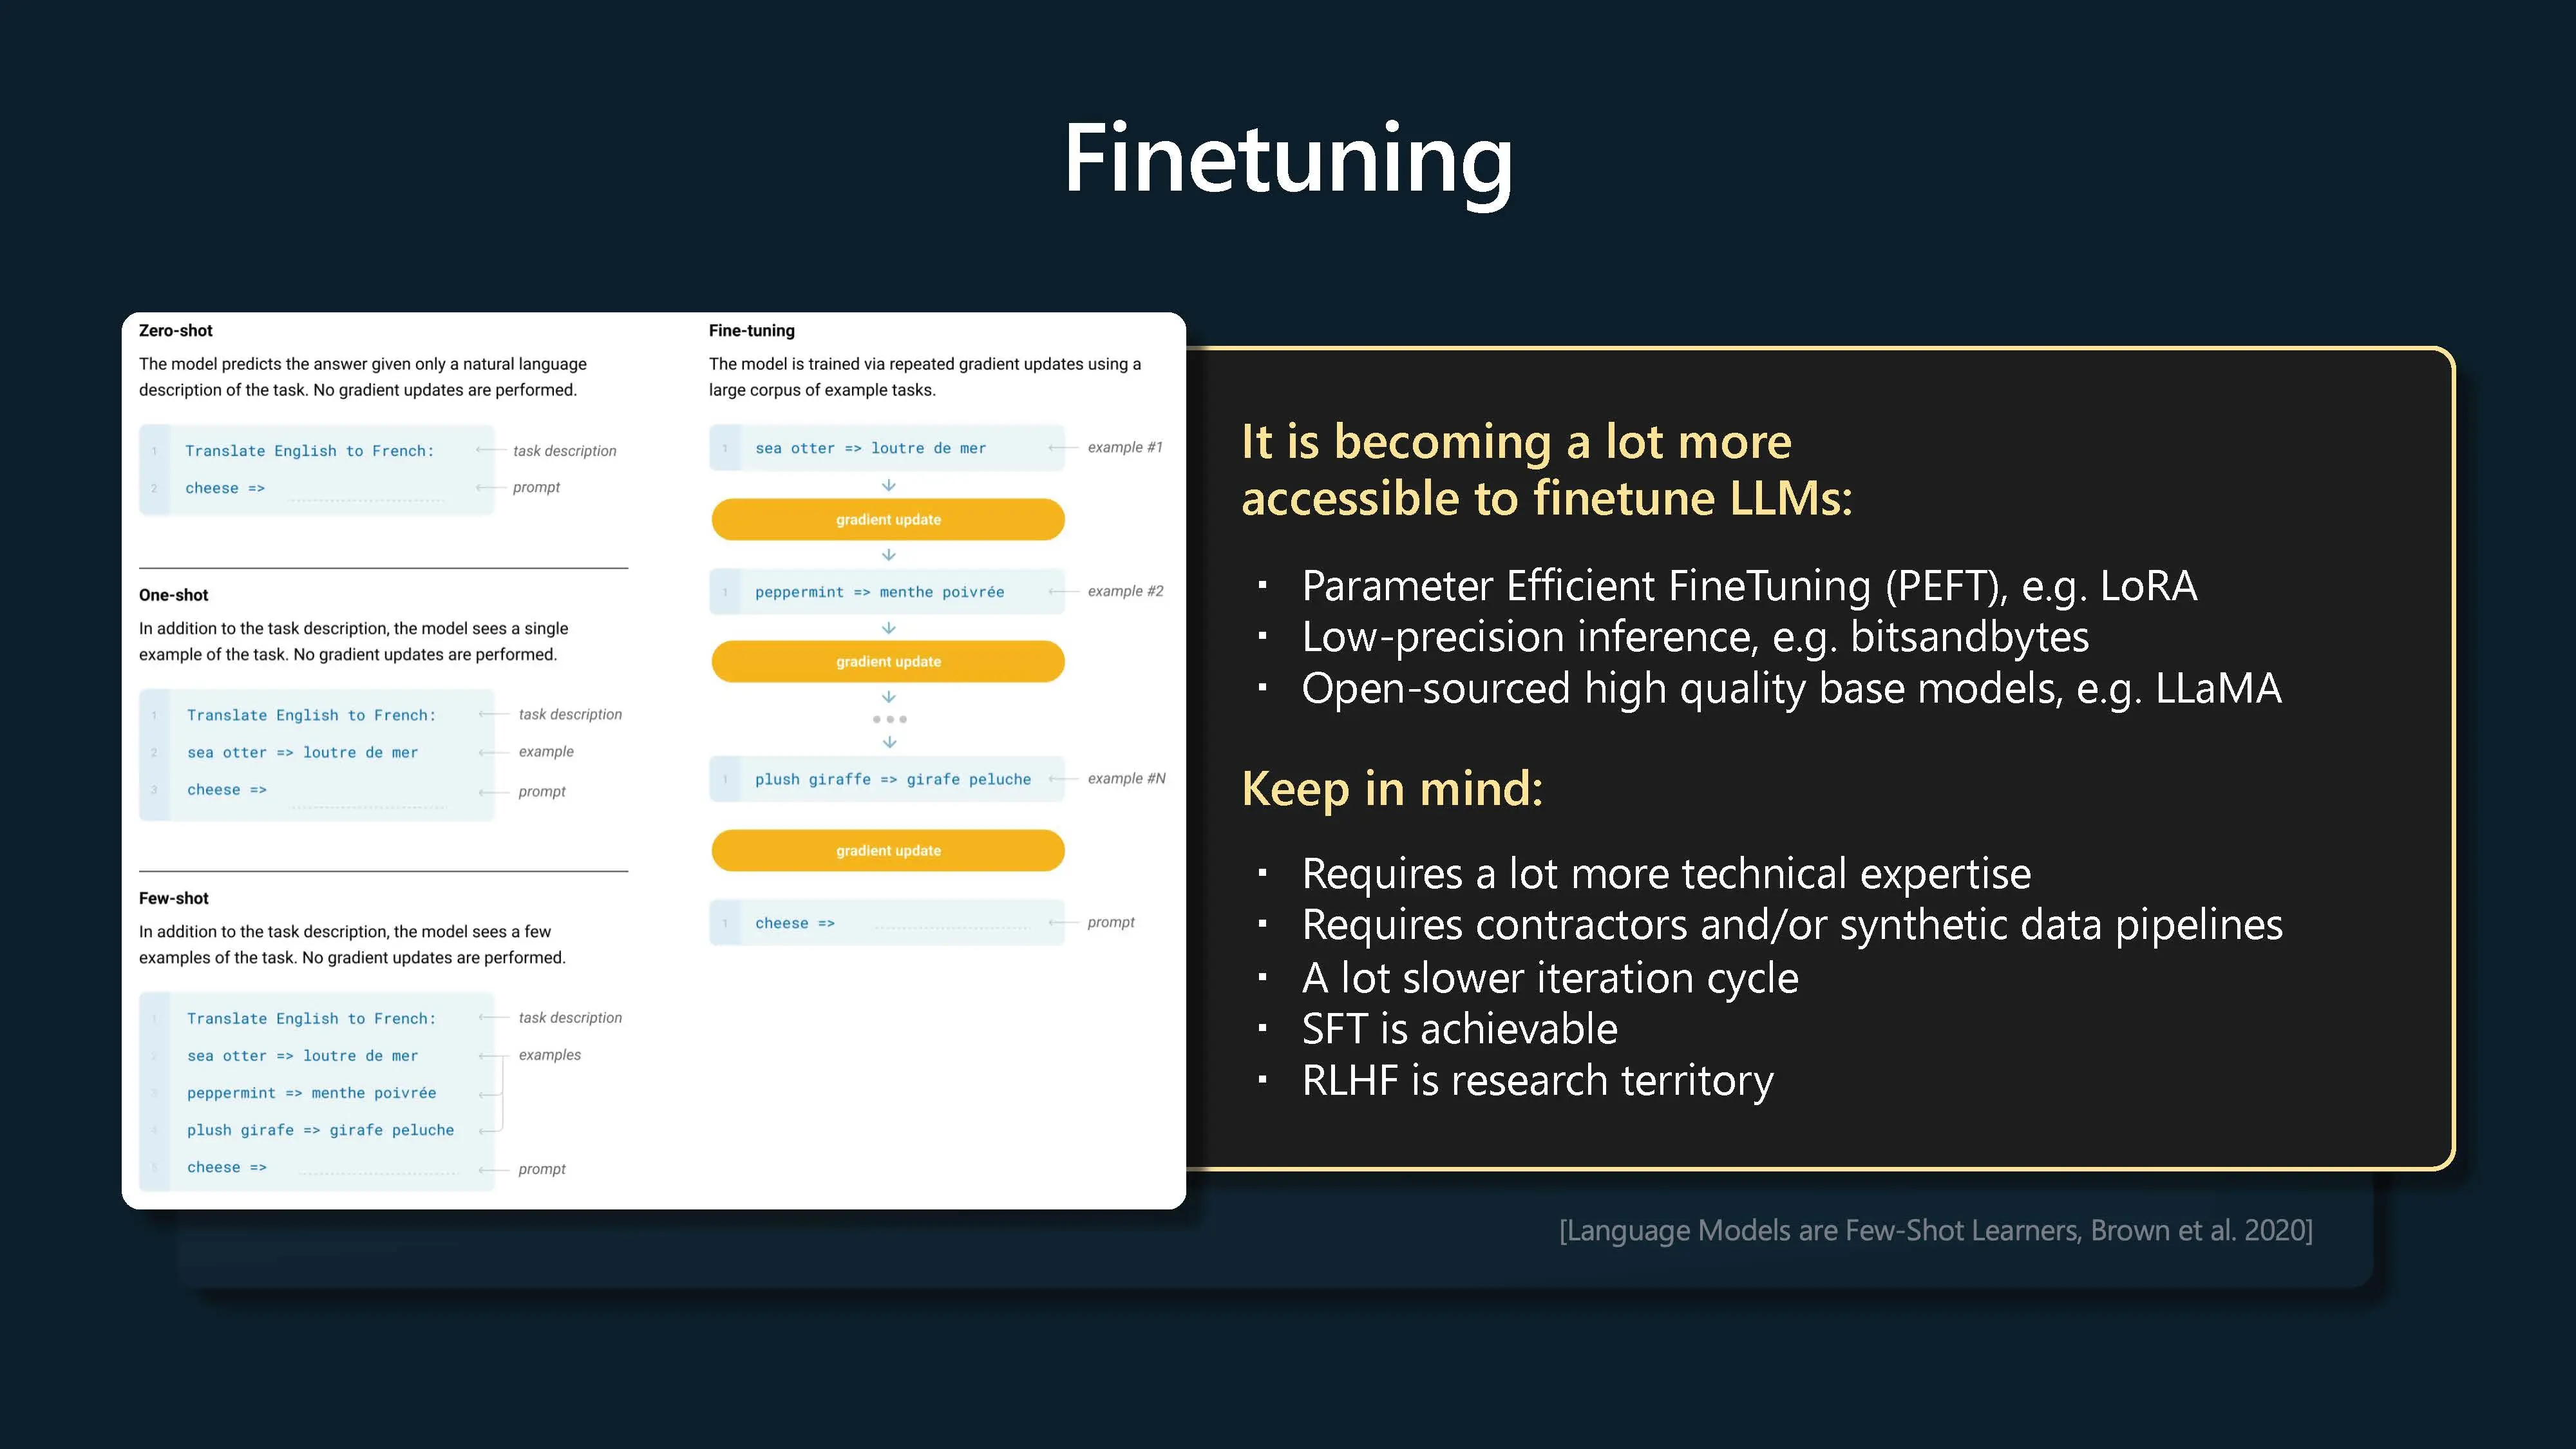 Finetuning
Zero-shot
The model predicts the answer given only a natural language
description of the task. No gradient updates are performed.
1 Translate English to French: task description
2 cheese => prompt
One-shot
In addition to the task description, the model sees a single
example of the task. No gradient updates are performed.
1 Translate English to French: task description
2 sea otter => loutre de mer example
3 cheese => prompt
Few-shot
In addition to the task description, the model sees a few
examples of the task. No gradient updates are performed.
1 Translate English to French: task description
2 sea otter => loutre de mer examples
3 peppermint => menthe poivrée
4 plush girafe => girafe peluche
5 cheese => prompt
Fine-tuning
The model is trained via repeated gradient updates using a
large corpus of example tasks.
1 sea otter => loutre de mer example #1
gradient update
1 peppermint => menthe poivrée example #2
gradient update
1 plush giraffe => girafe peluche example #N
gradient update
1 cheese => prompt
It is becoming a lot more
accessible to finetune LLMs:
▪ Parameter Efficient FineTuning (PEFT), e.g. LoRA
▪ Low-precision inference, e.g. bitsandbytes
▪ Open-sourced high quality base models, e.g. LLaMA
Keep in mind:
▪ Requires a lot more technical expertise
▪ Requires contractors and/or synthetic data pipelines
▪ A lot slower iteration cycle
▪ SFT is achievable
▪ RLHF is research territory
[Language Models are Few-Shot Learners, Brown et al. 2020]